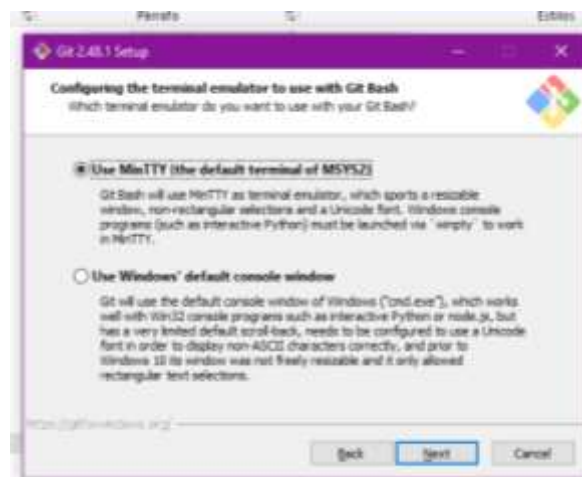 Párrafo
Estilos
Git 2.48.1 Setup
Configuring the terminal emulator to use with Git Bash
Which terminal emulator do you want to use with your Git Bash?
Use MinTTY (the default terminal of MSYS2)
Git Bash will use MinTTY as terminal emulator, which sports a resizable
window, non-rectangular selections and a Unicode font. Windows console
programs (such as interactive Python) must be launched via `winpty` to work
in MinTTY.
Use Windows' default console window
Git will use the default console window of Windows ("cmd.exe"), which works
well with Win32 console programs such as interactive Python or node.js, but
has a very limited default scroll-back, needs to be configured to use a Unicode
font in order to display non-ASCII characters correctly, and prior to
Windows 10 its window was not freely resizable and it only allowed
rectangular text selections.
https://gitforwindows.org/
Back
Next
Cancel